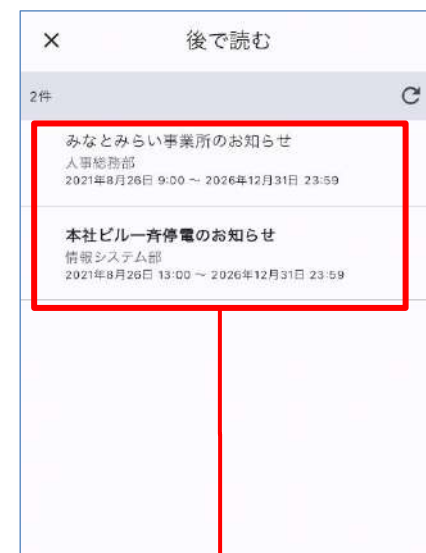 × 後で読む
2件
みなとみらい事業所のお知らせ
人事総務部
2021年8月26日 9:00 ~ 2026年12月31日 23:59
本社ビル一斉停電のお知らせ
情報システム部
2021年8月26日 13:00 ~ 2026年12月31日 23:59